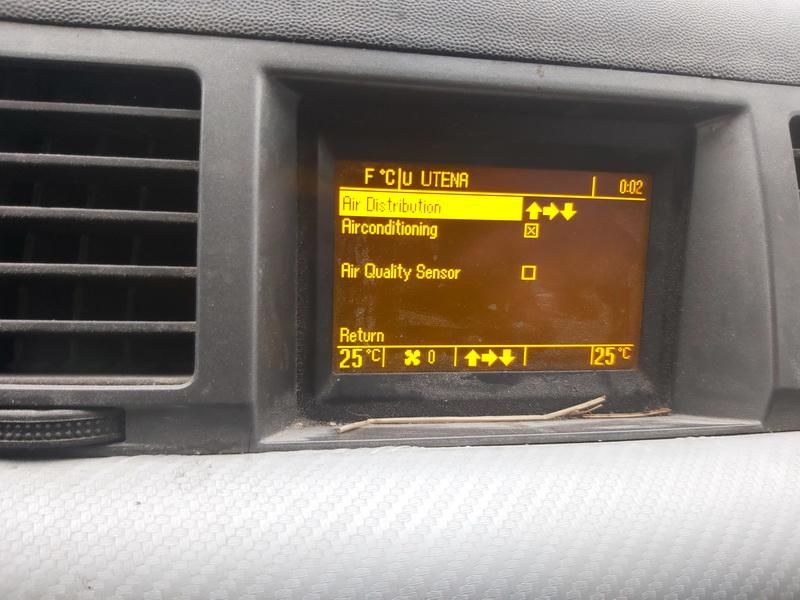 F °C U UTENA 0:02
Air Distribution
Airconditioning
Air Quality Sensor
Return
25°C 0 25°C